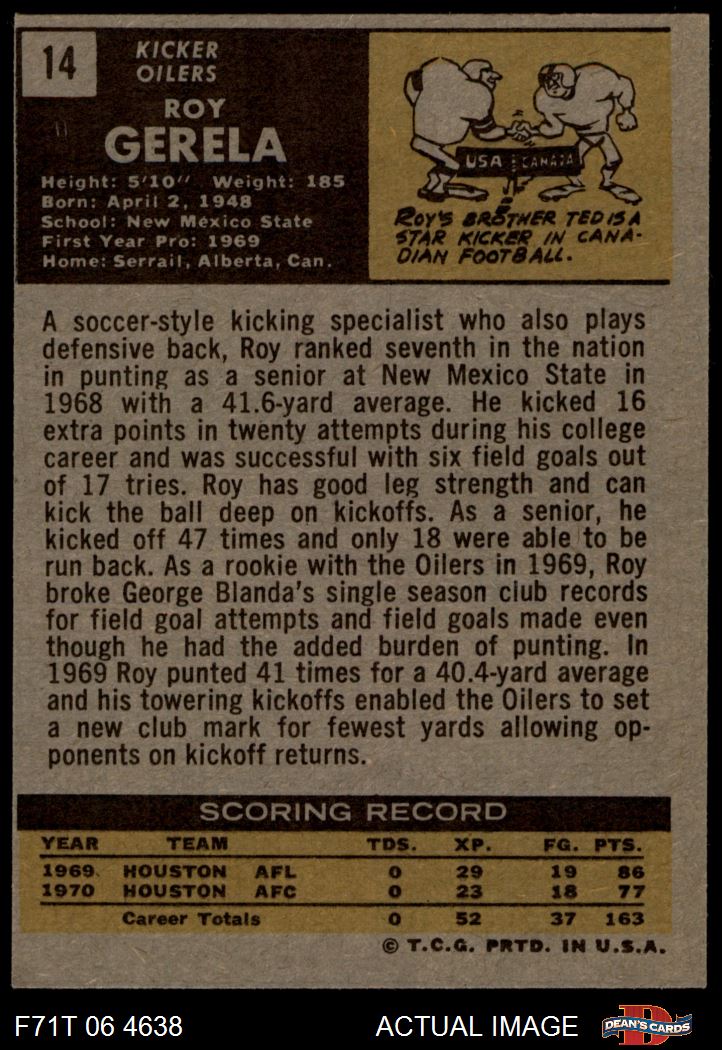 14
KICKER
OILERS
ROY
GERELA
Height: 5'10" Weight: 185
Born: April 2, 1948
School: New Mexico State
First Year Pro: 1969
Home: Serrail, Alberta, Can.
USA CANADA
ROY'S BROTHER TED IS A
STAR KICKER IN CANA-
DIAN FOOTBALL.
A soccer-style kicking specialist who also plays
defensive back, Roy ranked seventh in the nation
in punting as a senior at New Mexico State in
1968 with a 41.6-yard average. He kicked 16
extra points in twenty attempts during his college
career and was successful with six field goals out
of 17 tries. Roy has good leg strength and can
kick the ball deep on kickoffs. As a senior, he
kicked off 47 times and only 18 were able to be
run back. As a rookie with the Oilers in 1969, Roy
broke George Blanda's single season club records
for field goal attempts and field goals made even
though he had the added burden of punting. In
1969 Roy punted 41 times for a 40.4-yard average
and his towering kickoffs enabled the Oilers to set
a new club mark for fewest yards allowing op-
ponents on kickoff returns.
SCORING RECORD
YEAR TEAM TDS. XP. FG. PTS.
1969 HOUSTON AFL 0 29 19 86
1970 HOUSTON AFC 0 23 18 77
Career Totals 0 52 37 163
© T.C.G. PRTD. IN U.S.A.
F71T 06 4638 ACTUAL IMAGE D DEAN'S CARDS